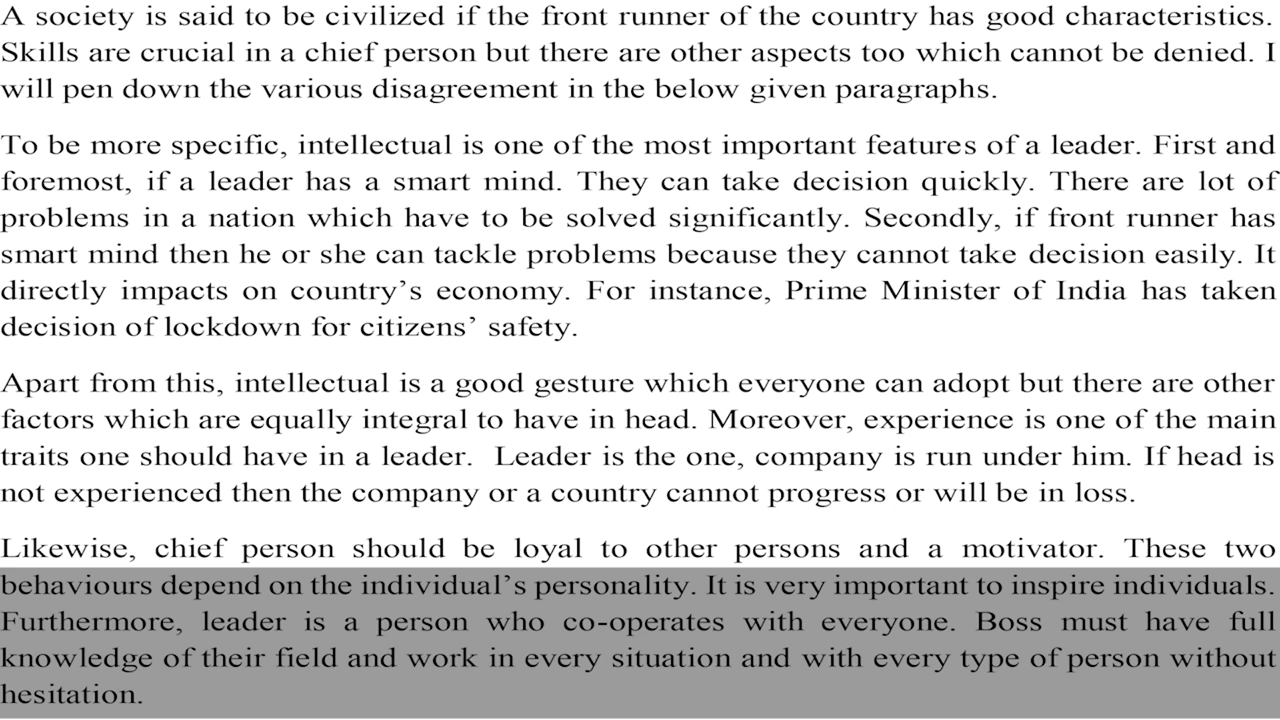 A society is said to be civilized if the front runner of the country has good characteristics.
Skills are crucial in a chief person but there are other aspects too which cannot be denied. I
will pen down the various disagreement in the below given paragraphs.
To be more specific, intellectual is one of the most important features of a leader. First and
foremost, if a leader has a smart mind. They can take decision quickly. There are lot of
problems in a nation which have to be solved significantly. Secondly, if front runner has
smart mind then he or she can tackle problems because they cannot take decision easily. It
directly impacts on country’s economy. For instance, Prime Minister of India has taken
decision of lockdown for citizens’ safety.
Apart from this, intellectual is a good gesture which everyone can adopt but there are other
factors which are equally integral to have in head. Moreover, experience is one of the main
traits one should have in a leader.  Leader is the one, company is run under him. If head is
not experienced then the company or a country cannot progress or will be in loss.
Likewise, chief person should be loyal to other persons and a motivator. These two
behaviours depend on the individual’s personality. It is very important to inspire individuals.
Furthermore, leader is a person who co-operates with everyone. Boss must have full
knowledge of their field and work in every situation and with every type of person without
hesitation.